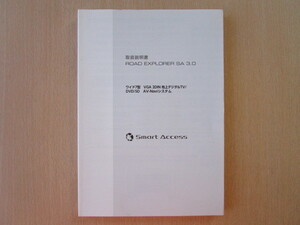 取扱説明書
ROAD EXPLORER SA 3.0
ワイド7型 VGA 2DIN 地上デジタルTV/
DVD/SD AV-Naviシステム
Smart Access